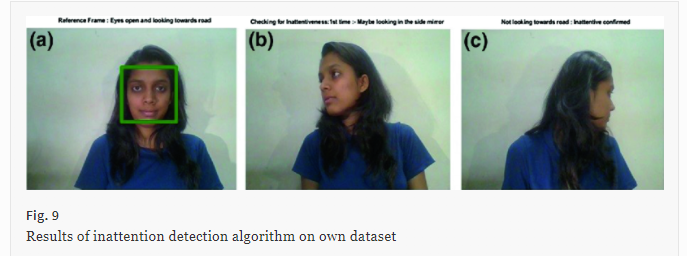 Reference Frame : Eyes open and looking towards road
Checking for Inattentiveness:1st time :- Maybe looking in the side mirror
Not looking towards road : Inattentive confirmed
(a)
(b)
(c)
Fig. 9
Results of inattention detection algorithm on own dataset